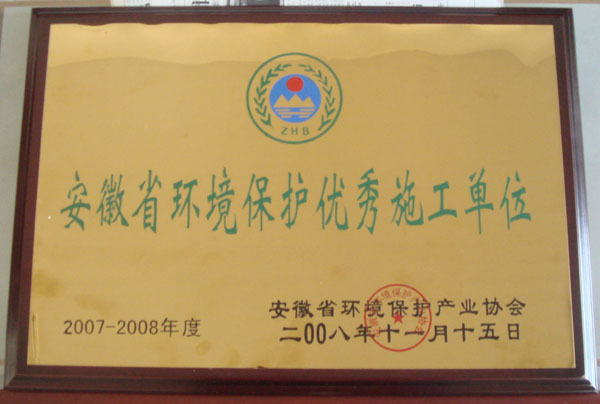 ZHB
安徽省环境保护优秀施工单位
2007-2008年度
安徽省环境保护产业协会
二00八年十一月十五日